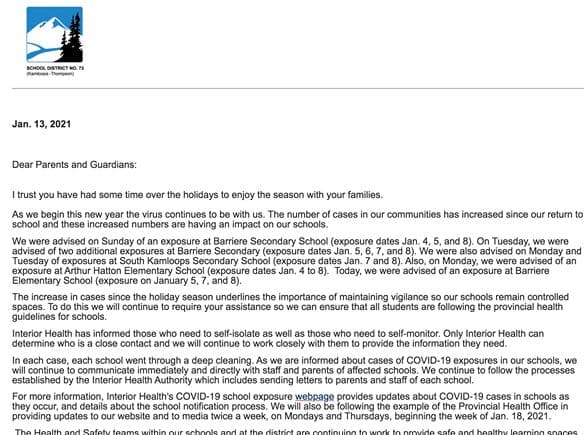 SCHOOL DISTRICT NO. 73
(Kamloops - Thompson)
Jan. 13, 2021
Dear Parents and Guardians:
I trust you have had some time over the holidays to enjoy the season with your families.
As we begin this new year the virus continues to be with us. The number of cases in our communities has increased since our return to
school and these increased numbers are having an impact on our schools.
We were advised on Sunday of an exposure at Barriere Secondary School (exposure dates Jan. 4, 5, and 8). On Tuesday, we were
advised of two additional exposures at Barriere Secondary (exposure dates Jan. 5, 6, 7, and 8). We were also advised on Monday and
Tuesday of exposures at South Kamloops Secondary School (exposure dates Jan. 7 and 8). Also, on Monday, we were advised of an
exposure at Arthur Hatton Elementary School (exposure dates Jan. 4 to 8).  Today, we were advised of an exposure at Barriere
Elementary School (exposure on January 5, 7, and 8).
The increase in cases since the holiday season underlines the importance of maintaining vigilance so our schools remain controlled
spaces. To do this we will continue to require your assistance so we can ensure that all students are following the provincial health
guidelines for schools.
Interior Health has informed those who need to self-isolate as well as those who need to self-monitor. Only Interior Health can
determine who is a close contact and we will continue to work closely with them to provide the information they need.
In each case, each school went through a deep cleaning. As we are informed about cases of COVID-19 exposures in our schools, we
will continue to communicate immediately and directly with staff and parents of affected schools. We continue to follow the processes
established by the Interior Health Authority which includes sending letters to parents and staff of each school.
For more information, Interior Health's COVID-19 school exposure webpage provides updates about COVID-19 cases in schools as
they occur, and details about the school notification process. We will also be following the example of the Provincial Health Office in
providing updates to our website and to media twice a week, on Mondays and Thursdays, beginning the week of Jan. 18, 2021.
The Health and Safety teams within our schools and at the district are continuing to work to provide safe and healthy learning spaces